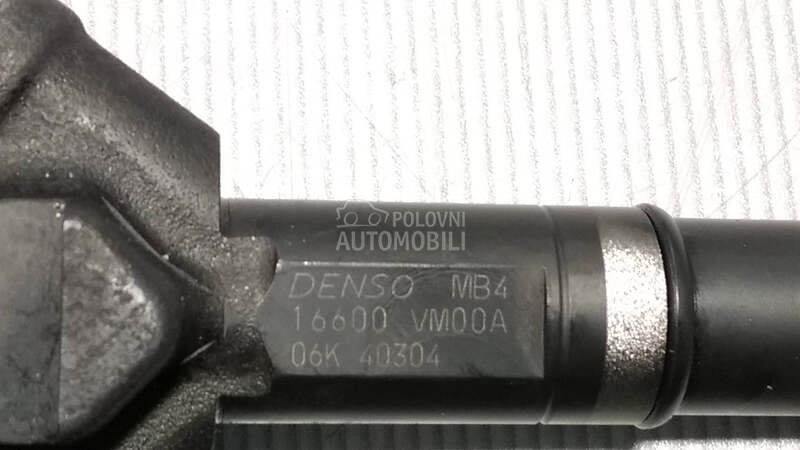 POLOVNI
AUTOMOBILI
DENSO MB4
16600 VM00A
06K 40304